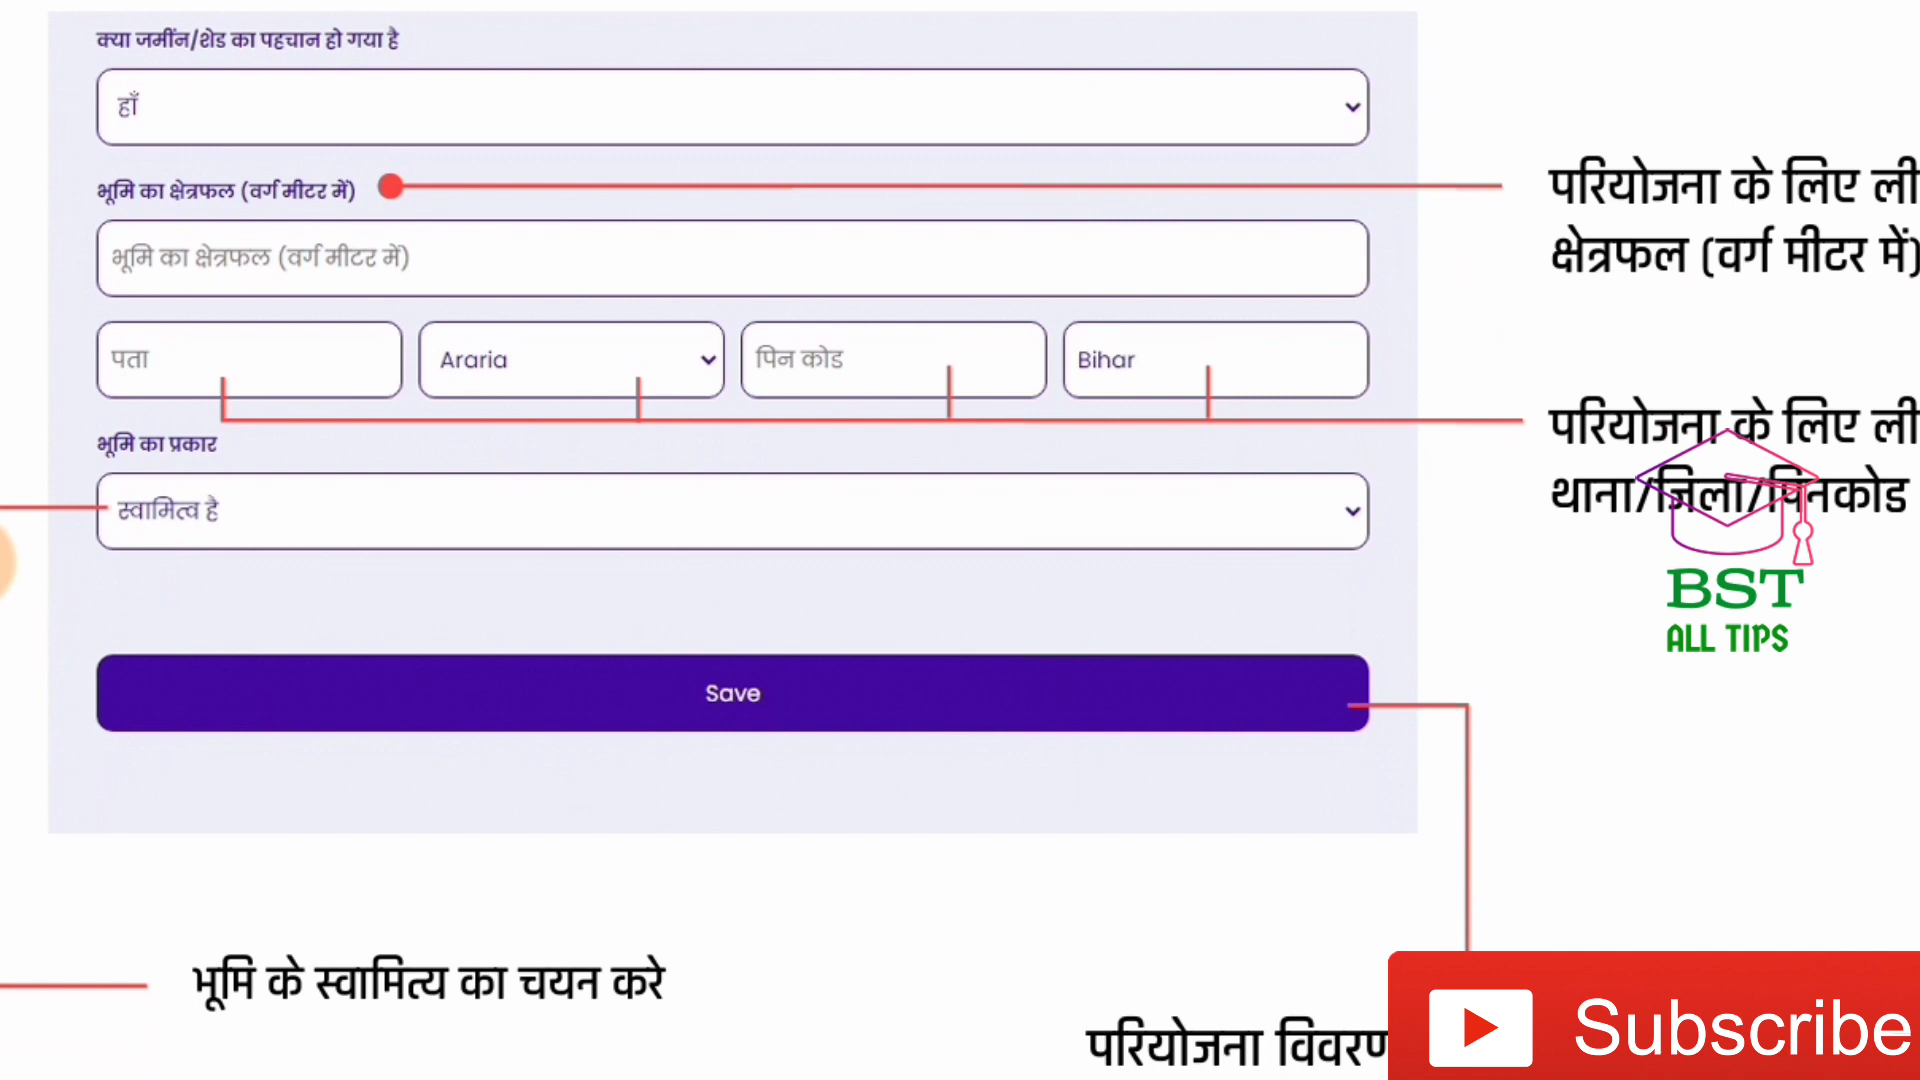 क्या जमींन/शेड का पहचान हो गया है
हाँ
भूमि का क्षेत्रफल (वर्ग मीटर में)
भूमि का क्षेत्रफल (वर्ग मीटर में)
पता
Araria
पिन कोड
Bihar
भूमि का प्रकार
स्वामित्व है
Save
परियोजना के लिए ली
क्षेत्रफल (वर्ग मीटर में)
परियोजना के लिए ली
थाना/जिला/पिनकोड
BST
ALL TIPS
भूमि के स्वामित्य का चयन करे
परियोजना विवरण
Subscribe